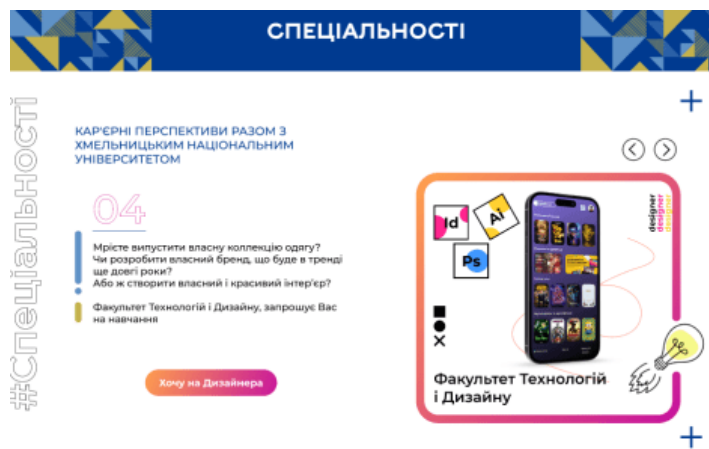 СПЕЦІАЛЬНОСТІ
#Спеціальності
КАР'ЄРНІ ПЕРСПЕКТИВИ РАЗОМ З
ХМЕЛЬНИЦЬКИМ НАЦІОНАЛЬНИМ
УНІВЕРСИТЕТОМ
04
Мрієте випустити власну коллекцію одягу?
Чи розробити власний бренд, що буде в тренді
ще довгі роки?
Або ж створити власний і красивий інтер'єр?
Факультет Технологій і Дизайну, запрошує Вас
на навчання
Хочу на Дизайнера
Id
Ai
Ps
designer
designer
designer
Факультет Технологій
і Дизайну